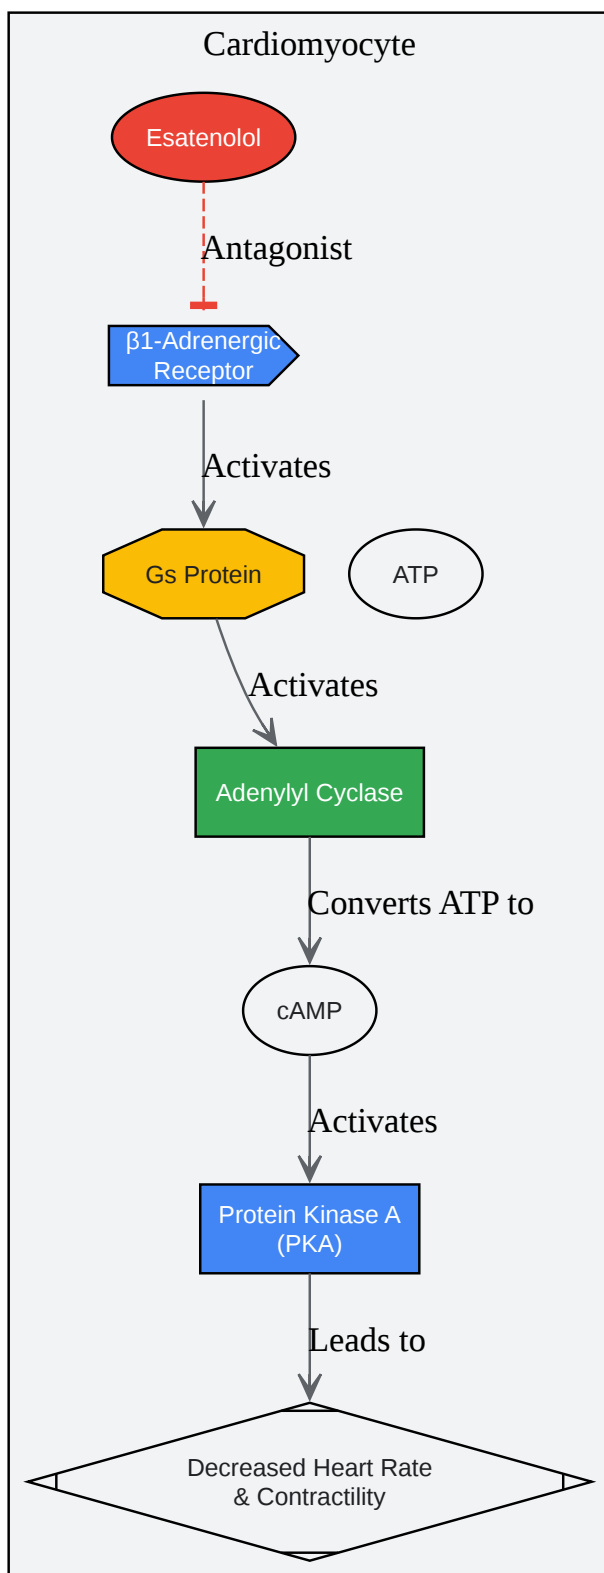 Cardiomyocyte
Esatenolol
Antagonist
β1-Adrenergic
Receptor
Activates
Gs Protein
ATP
Activates
Adenylyl Cyclase
Converts ATP to
cAMP
Activates
Protein Kinase A
(PKA)
Leads to
Decreased Heart Rate
& Contractility